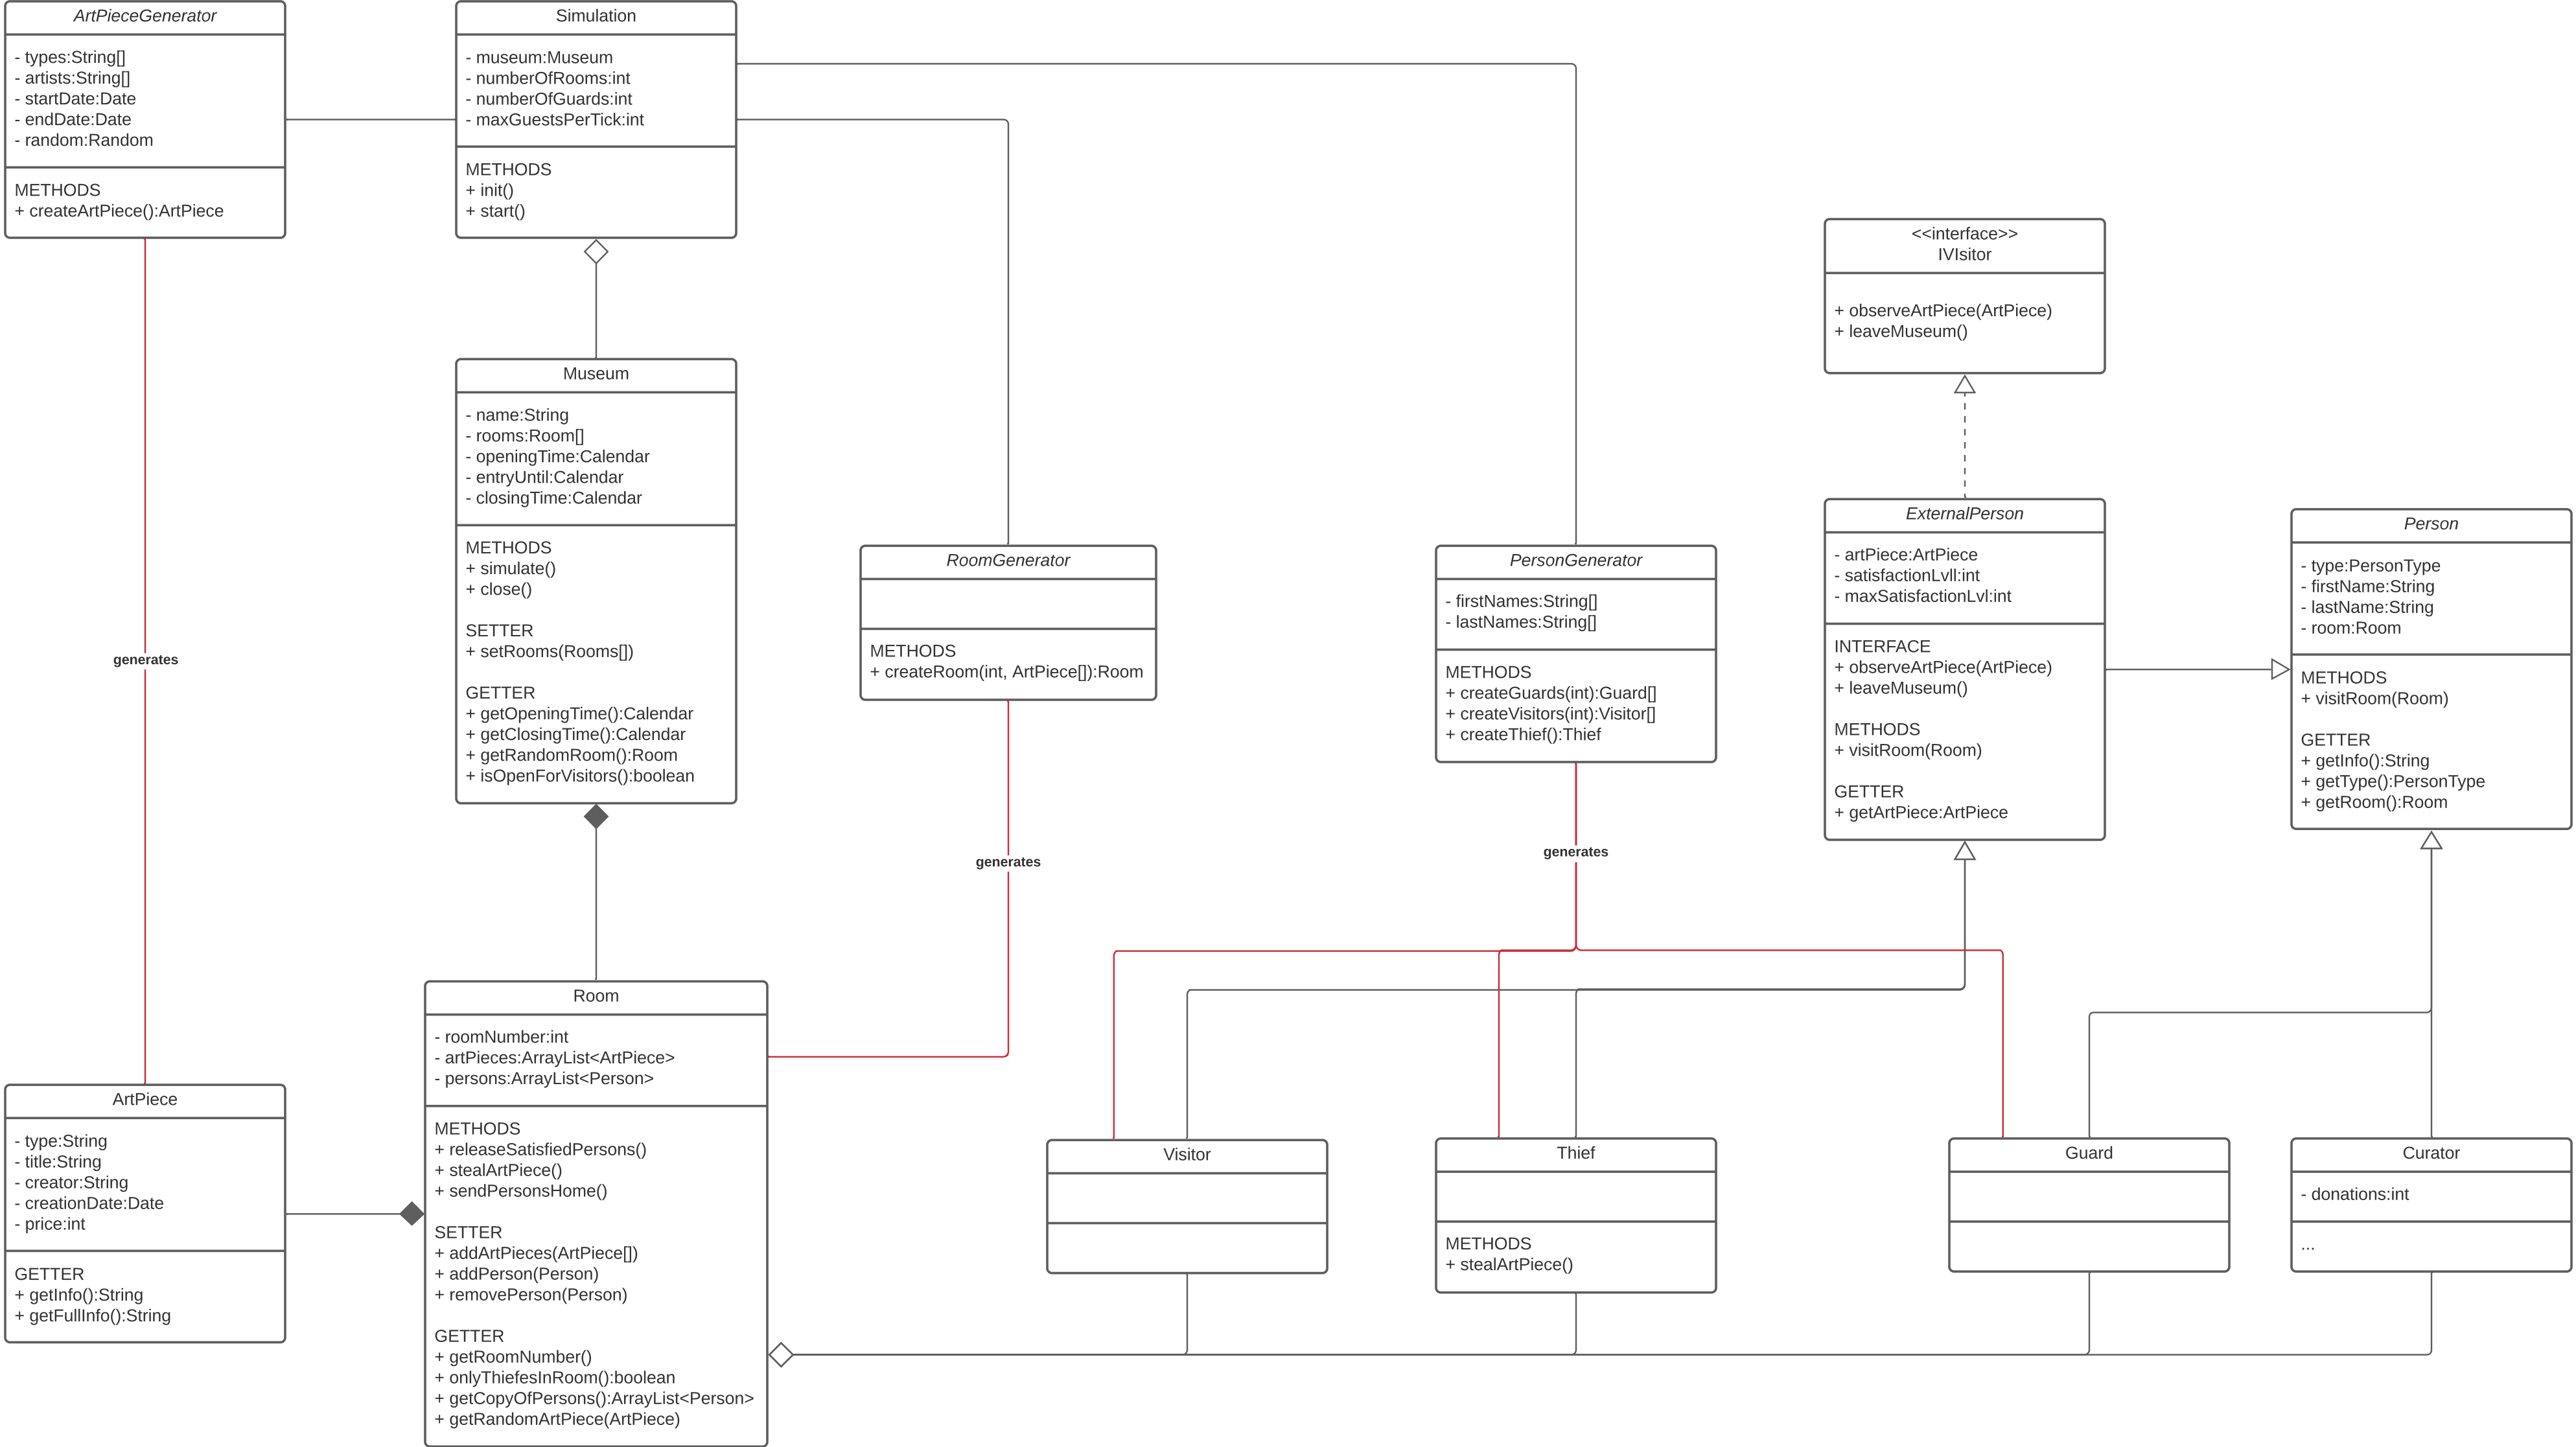 ArtPieceGenerator
- types:String[]
- artists:String[]
- startDate:Date
- endDate:Date
- random:Random
METHODS
+ createArtPiece():ArtPiece
Simulation
- museum:Museum
- numberOfRooms:int
- numberOfGuards:int
- maxGuestsPerTick:int
METHODS
+ init()
+ start()
<<interface>>
IVIsitor
+ observeArtPiece(ArtPiece)
+ leaveMuseum()
Museum
- name:String
- rooms:Room[]
- openingTime:Calendar
- entryUntil:Calendar
- closingTime:Calendar
METHODS
+ simulate()
+ close()
SETTER
+ setRooms(Rooms[])
GETTER
+ getOpeningTime():Calendar
+ getClosingTime():Calendar
+ getRandomRoom():Room
+ isOpenForVisitors():boolean
RoomGenerator
METHODS
+ createRoom(int, ArtPiece[]):Room
PersonGenerator
- firstNames:String[]
- lastNames:String[]
METHODS
+ createGuards(int):Guard[]
+ createVisitors(int):Visitor[]
+ createThief():Thief
ExternalPerson
- artPiece:ArtPiece
- satisfactionLvll:int
- maxSatisfactionLvl:int
INTERFACE
+ observeArtPiece(ArtPiece)
+ leaveMuseum()
METHODS
+ visitRoom(Room)
GETTER
+ getArtPiece:ArtPiece
Person
- type:PersonType
- firstName:String
- lastName:String
- room:Room
METHODS
+ visitRoom(Room)
GETTER
+ getInfo():String
+ getType():PersonType
+ getRoom():Room
generates
generates
generates
ArtPiece
- type:String
- title:String
- creator:String
- creationDate:Date
- price:int
GETTER
+ getInfo():String
+ getFullInfo():String
Room
- roomNumber:int
- artPieces:ArrayList<ArtPiece>
- persons:ArrayList<Person>
METHODS
+ releaseSatisfiedPersons()
+ stealArtPiece()
+ sendPersonsHome()
SETTER
+ addArtPieces(ArtPiece[])
+ addPerson(Person)
+ removePerson(Person)
GETTER
+ getRoomNumber()
+ onlyThiefesInRoom():boolean
+ getCopyOfPersons():ArrayList<Person>
+ getRandomArtPiece(ArtPiece)
Visitor
Thief
METHODS
+ stealArtPiece()
Guard
Curator
- donations:int
...